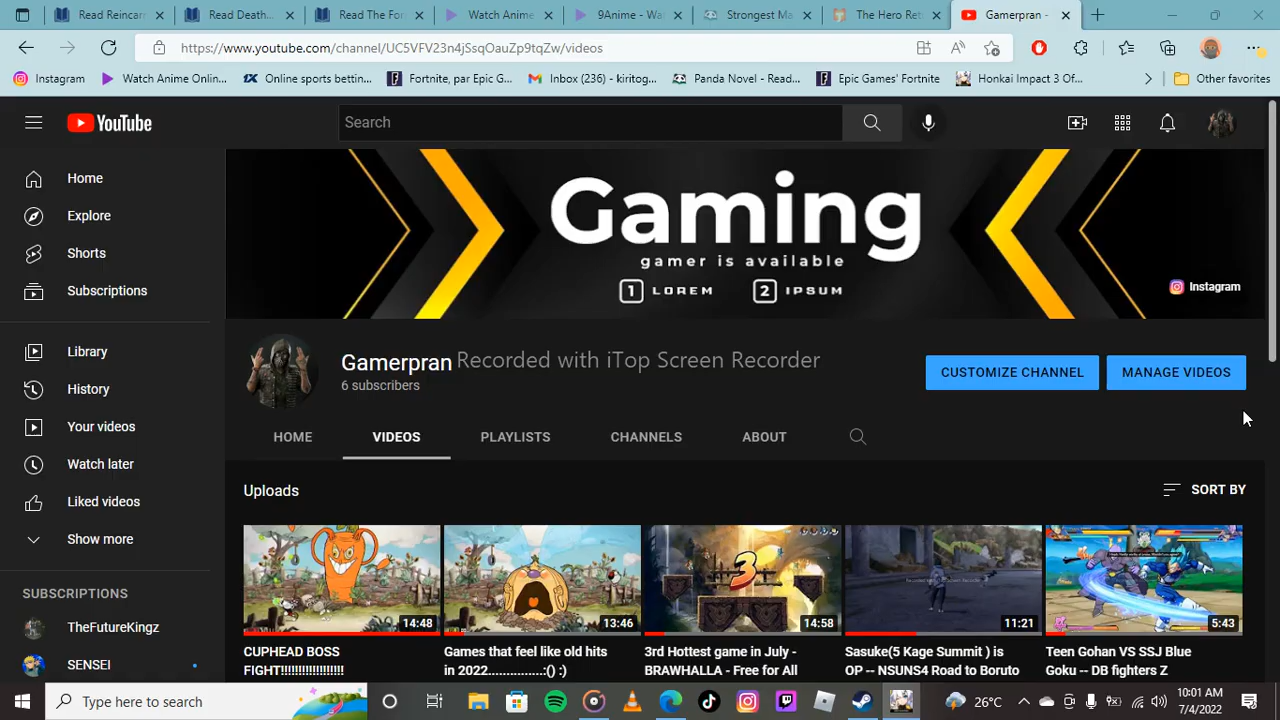 Read Reincarn
Read Death.
Read The For
Watch Anime
9Anime - Wa
Strongest Ma
The Hero Ret
Gamerpran -
https://www.youtube.com/channel/UC5VFV23n4jSsqOauZp9tqZw/videos
Instagram
Watch Anime Onlin...
Online sports bettin...
Fortnite, par Epic G...
Inbox (236) - kiritog...
Panda Novel - Read...
Epic Games' Fortnite
Honkai Impact 3 Of...
Other favorites
YouTube
Search
Home
Explore
Shorts
Subscriptions
Library
History
Your videos
Watch later
Liked videos
Show more
SUBSCRIPTIONS
TheFutureKingz
SENSEI
Gaming
gamer is available
1 LOREM 2 IPSUM
Instagram
Gamerpran
Recorded with iTop Screen Recorder
6 subscribers
CUSTOMIZE CHANNEL
MANAGE VIDEOS
HOME
VIDEOS
PLAYLISTS
CHANNELS
ABOUT
Uploads
SORT BY
14:48
CUPHEAD BOSS
FIGHT!!!!!!!!!!!!!!!!!!!
13:46
Games that feel like old hits
in 2022..............:() :)
3
14:58
3rd Hottest game in July -
BRAWHALLA - Free for All
11:21
Sasuke(5 Kage Summit ) is
OP -- NSUNS4 Road to Boruto
5:43
Teen Gohan VS SSJ Blue
Goku -- DB fighters Z
Type here to search
26°C
10:01 AM
7/4/2022